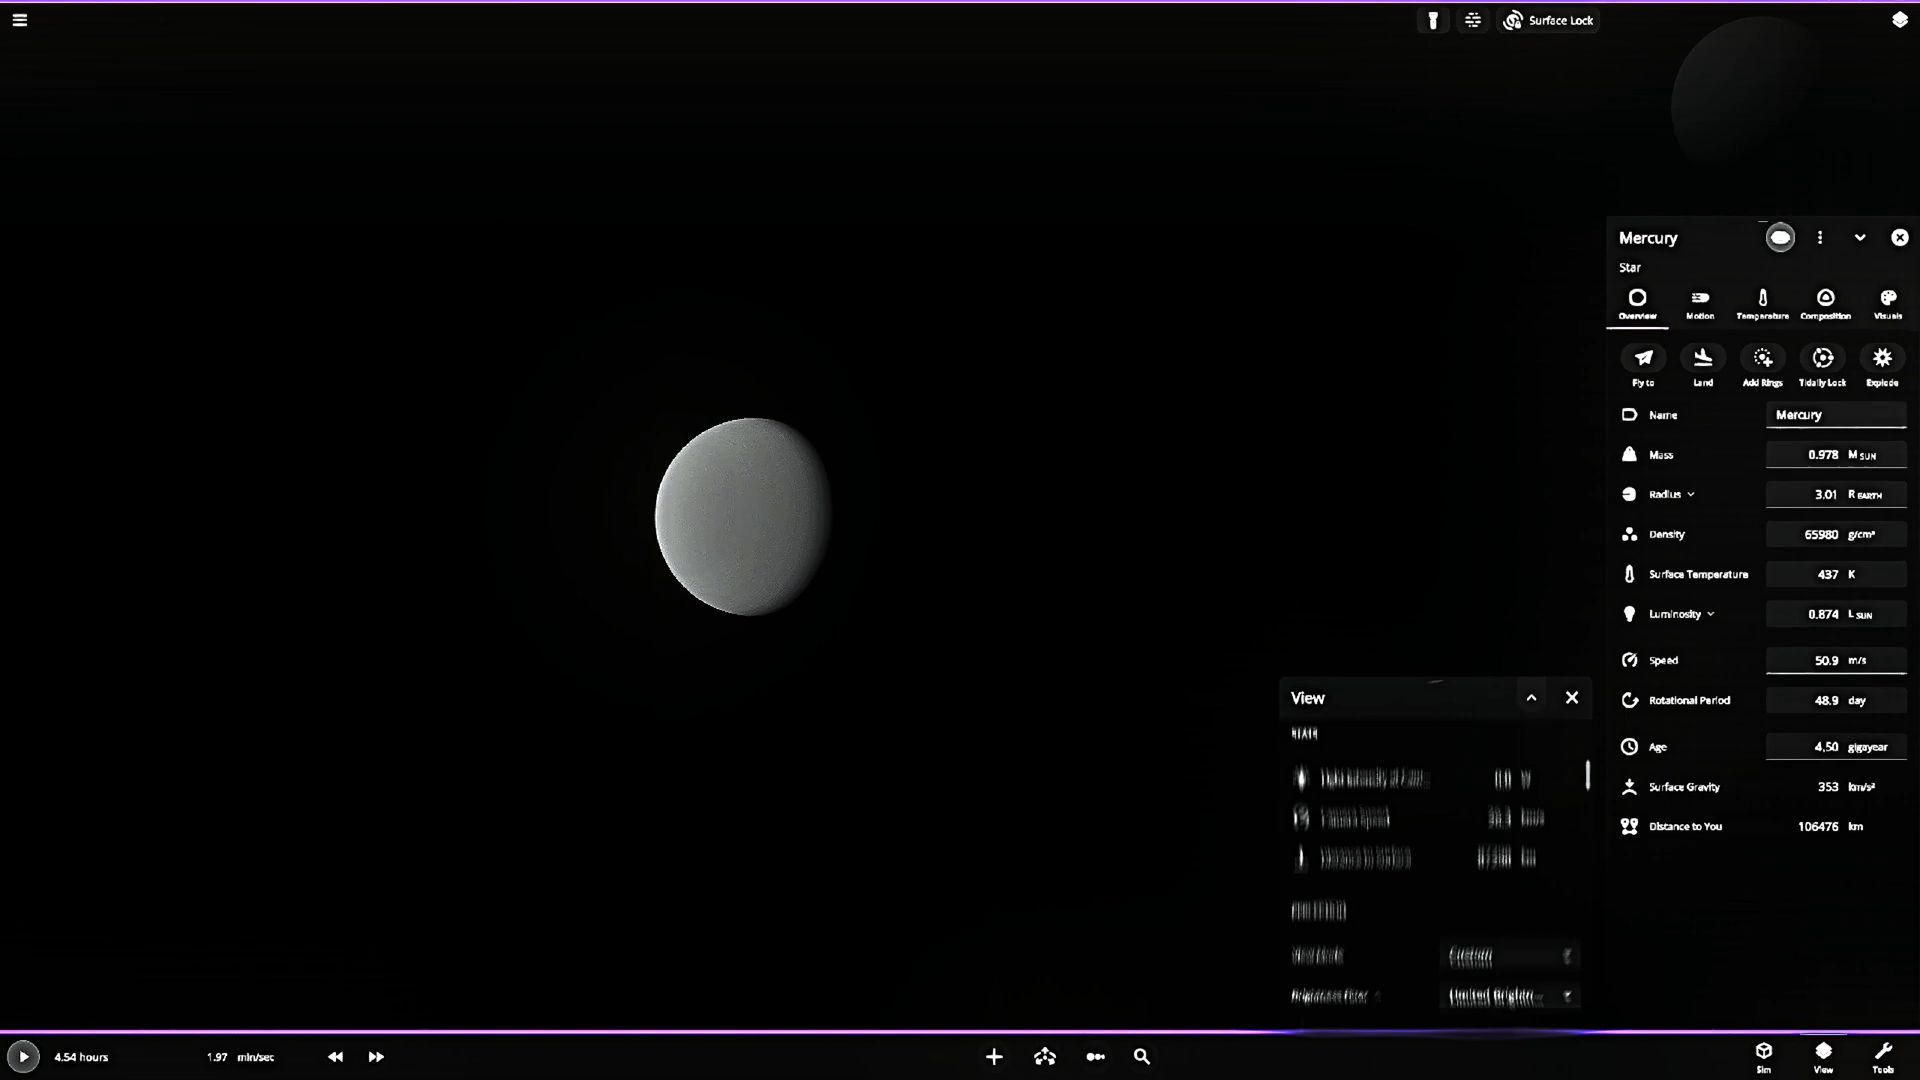 Surface Lock
Mercury
Star
Overview Motion Temperature Composition Visuals
Fly to Land Add Rings Tidally Lock Explode
Name Mercury
Mass 0.978 M SUN
Radius 3.01 R EARTH
Density 65980 g/cm³
Surface Temperature 437 K
Luminosity 0.874 L SUN
Speed 50.9 m/s
Rotational Period 48.9 day
Age 4.50 gigayear
Surface Gravity 353 km/s²
Distance to You 106476 km
View
4.54 hours 1.97 min/sec
Sim View Tools